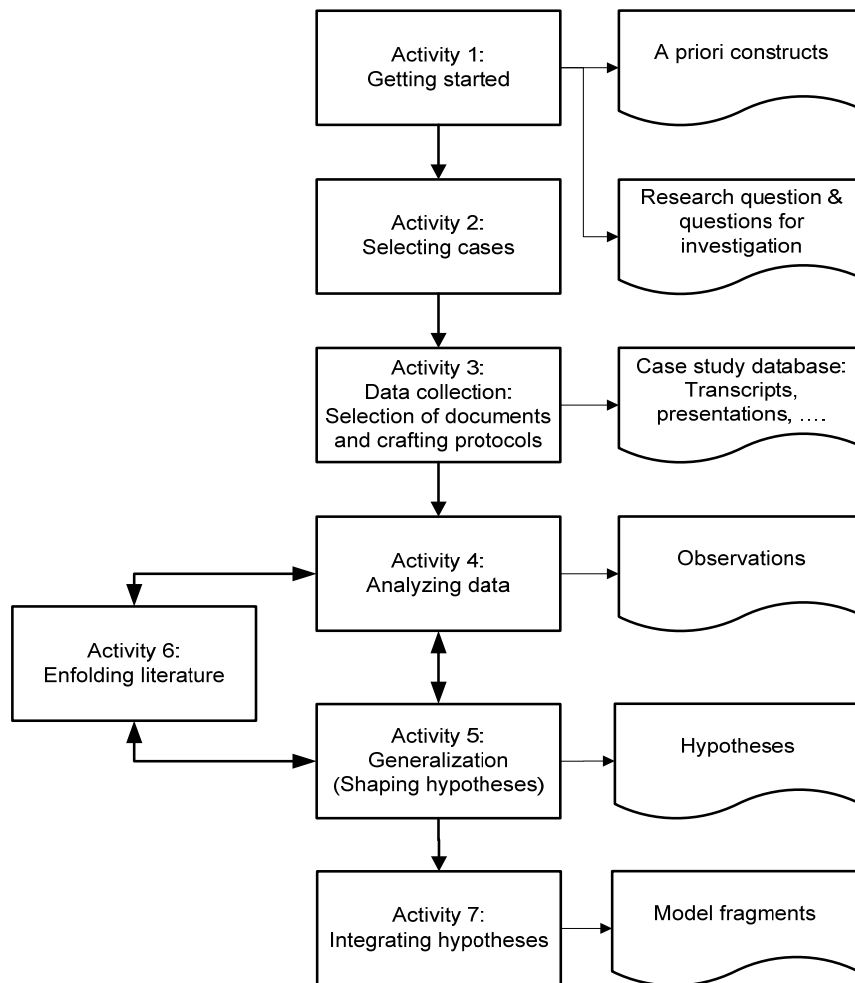 Activity 1:
Getting started
A priori constructs
Activity 2:
Selecting cases
Research question &
questions for
investigation
Activity 3:
Data collection:
Selection of documents
and crafting protocols
Case study database:
Transcripts,
presentations, ….
Activity 4:
Analyzing data
Observations
Activity 6:
Enfolding literature
Activity 5:
Generalization
(Shaping hypotheses)
Hypotheses
Activity 7:
Integrating hypotheses
Model fragments